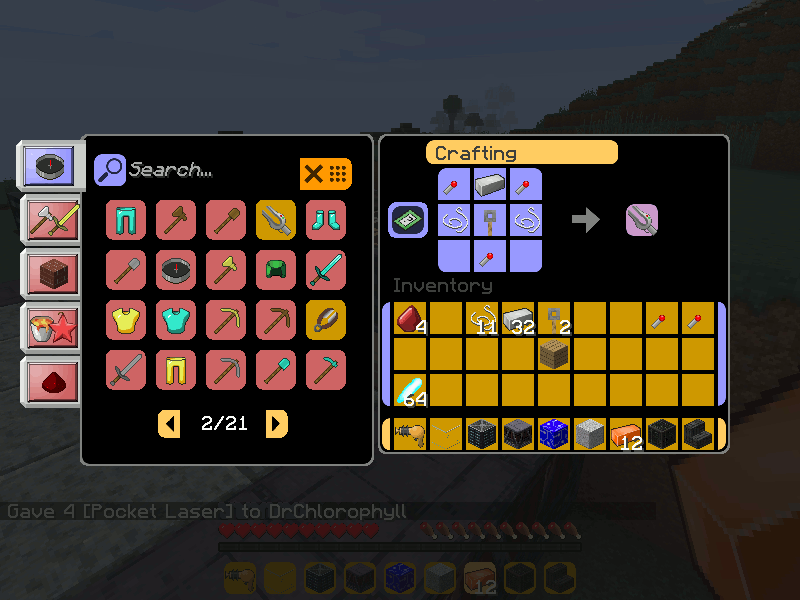 Search...
Crafting
Inventory
4
11
32
2
64
2/21
12
Gave 4 [Pocket Laser] to DrChlorophyll
12